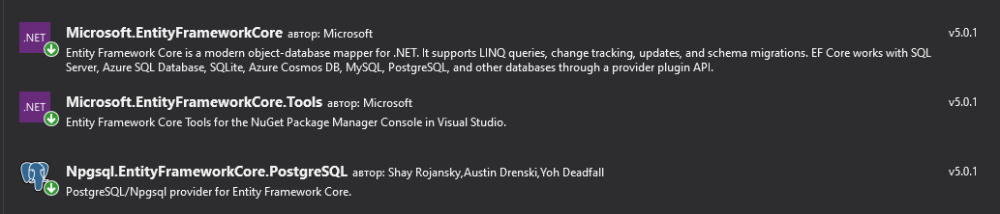 .NET
Microsoft.EntityFrameworkCore автор: Microsoft
v5.0.1
Entity Framework Core is a modern object-database mapper for .NET. It supports LINQ queries, change tracking, updates, and schema migrations. EF Core works with SQL
Server, Azure SQL Database, SQLite, Azure Cosmos DB, MySQL, PostgreSQL, and other databases through a provider plugin API.
.NET
Microsoft.EntityFrameworkCore.Tools автор: Microsoft
v5.0.1
Entity Framework Core Tools for the NuGet Package Manager Console in Visual Studio.
Npgsql.EntityFrameworkCore.PostgreSQL автор: Shay Rojansky,Austin Drenski,Yoh Deadfall
v5.0.1
PostgreSQL/Npgsql provider for Entity Framework Core.